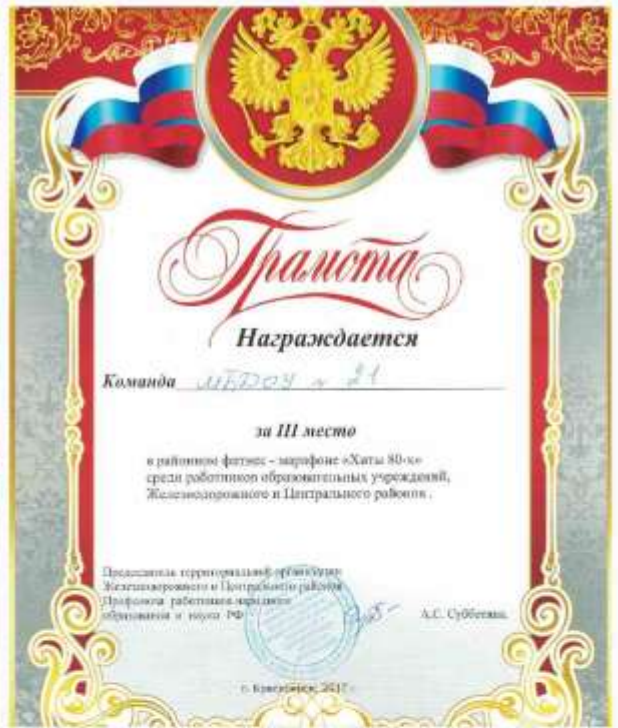 Грамота
Награждается
Команда МБДОУ № 21
за III место
в районном фитнес - марафоне «Хиты 80-х»
среди работников образовательных учреждений,
Железнодорожного и Центрального районов .
Председатель территориальной организации
Железнодорожного и Центрального районов
Профсоюза работников народного
образования и науки РФ
А.С. Субботина.
г. Красноярск, 2017 г.